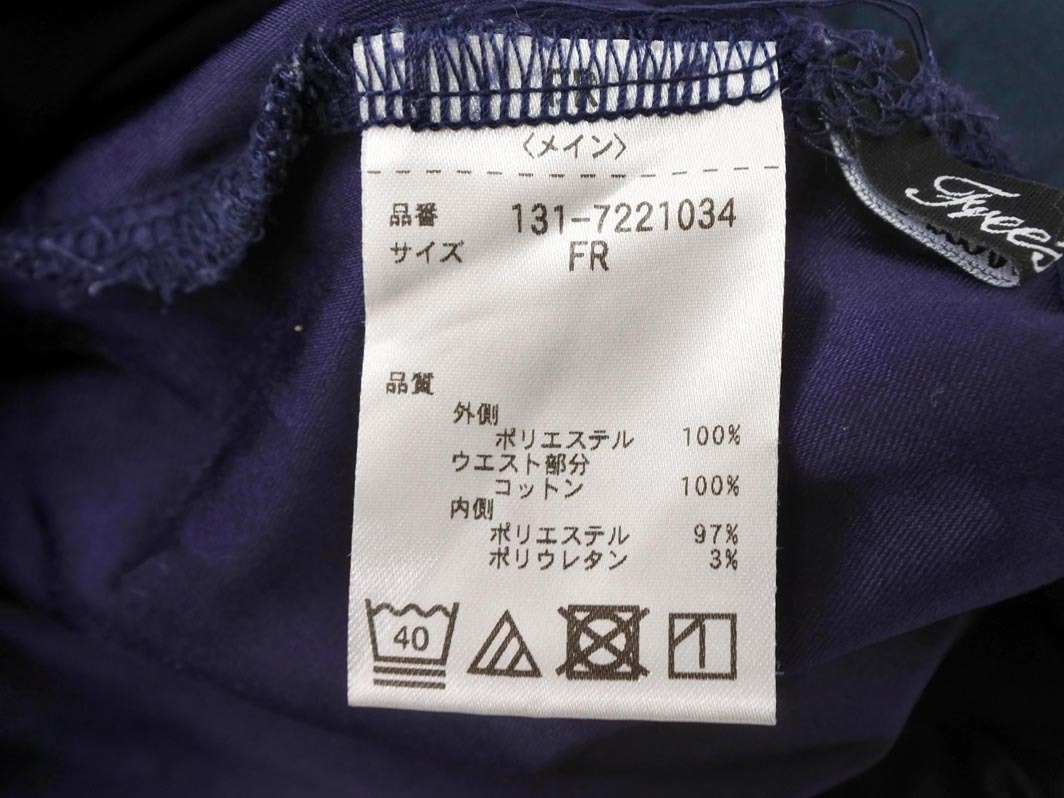 FR
〈メイン〉
品番 131-7221034
サイズ FR
品質
外側
ポリエステル 100%
ウエスト部分
コットン 100%
内側
ポリエステル 97%
ポリウレタン 3%
40